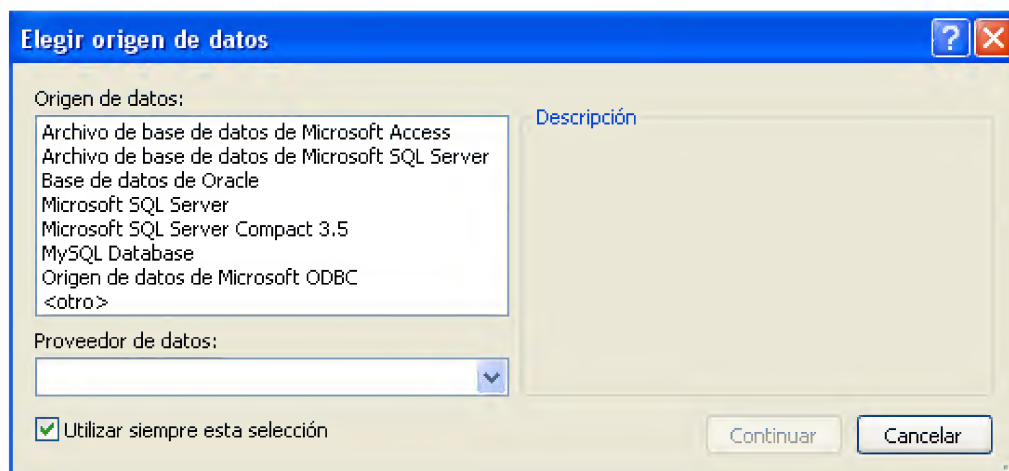 Elegir origen de datos
Origen de datos:
Archivo de base de datos de Microsoft Access
Archivo de base de datos de Microsoft SQL Server
Base de datos de Oracle
Microsoft SQL Server
Microsoft SQL Server Compact 3.5
MySQL Database
Origen de datos de Microsoft ODBC
<otro>
Descripción
Proveedor de datos:
Utilizar siempre esta selección
Continuar
Cancelar